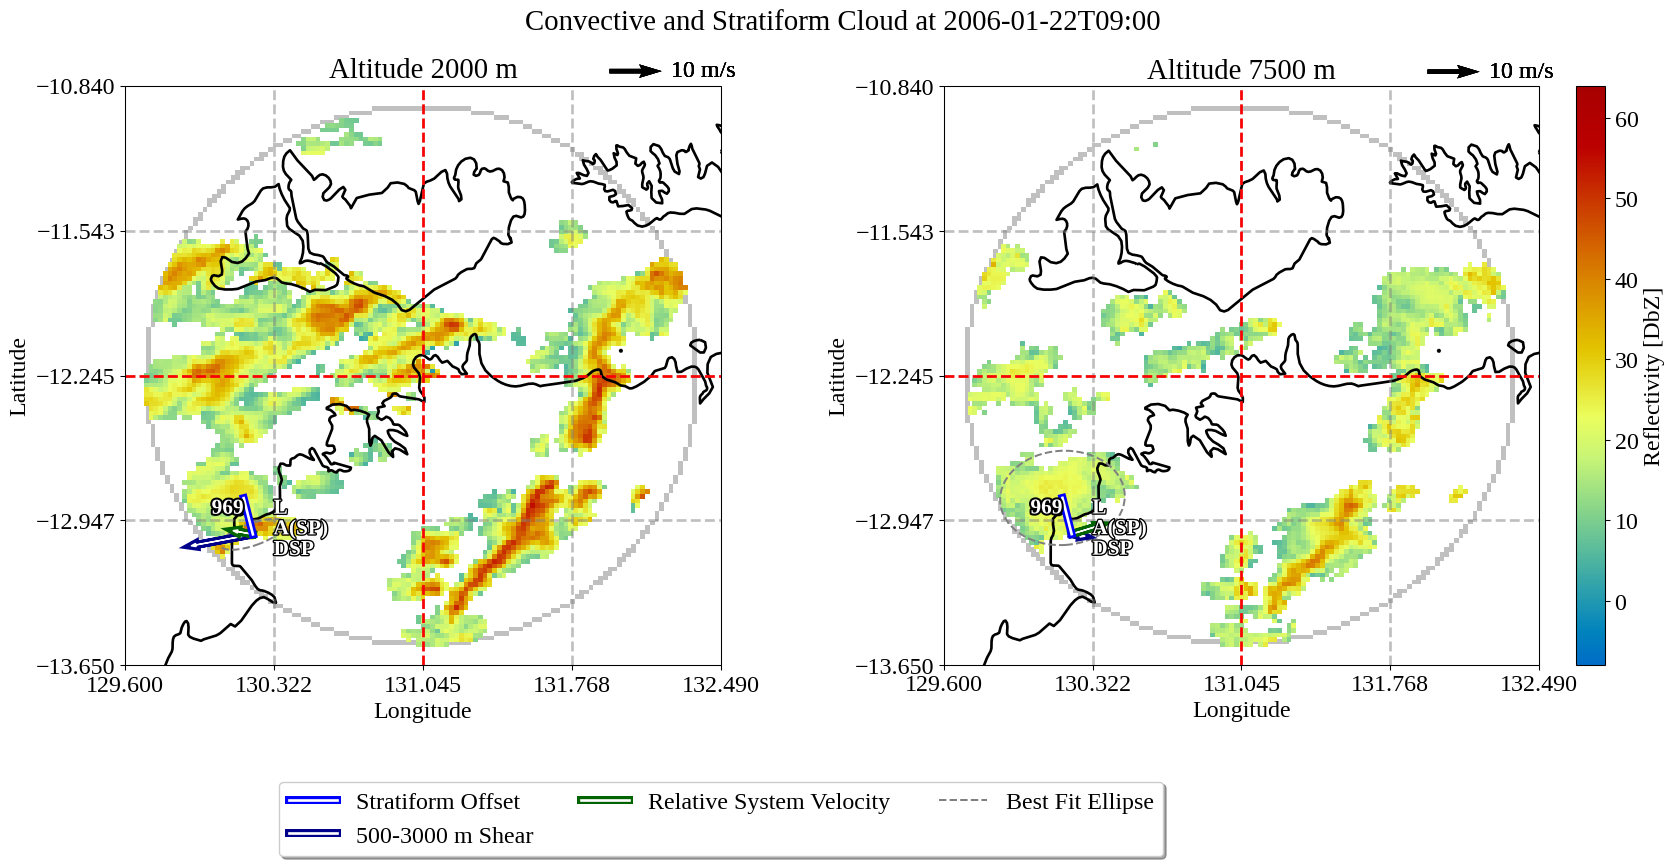 Convective and Stratiform Cloud at 2006-01-22T09:00
Altitude 2000 m
10 m/s
−10.840
−11.543
−12.245
−12.947
−13.650
129.600
130.322
131.045
131.768
132.490
Latitude
Longitude
969
L
A(SP)
DSP
Altitude 7500 m
10 m/s
−10.840
−11.543
−12.245
−12.947
−13.650
129.600
130.322
131.045
131.768
132.490
Latitude
Longitude
969
L
A(SP)
DSP
60
50
40
30
20
10
0
Reflectivity [DbZ]
Stratiform Offset
500-3000 m Shear
Relative System Velocity
Best Fit Ellipse